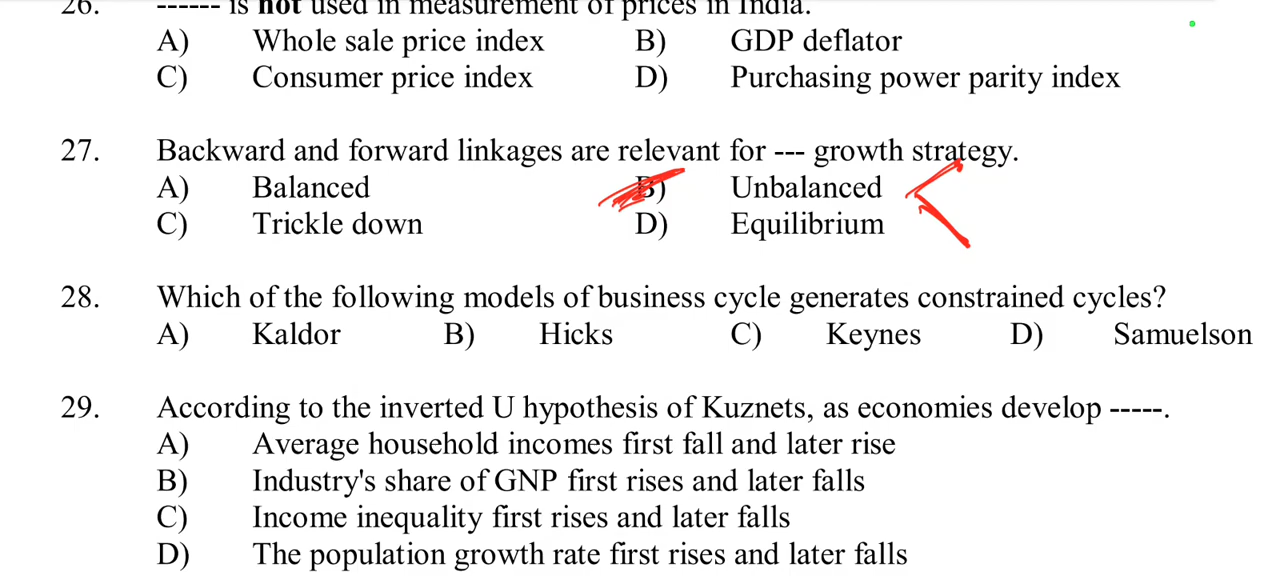 26. ------ is not used in measurement of prices in India.
A) Whole sale price index B) GDP deflator
C) Consumer price index D) Purchasing power parity index
27. Backward and forward linkages are relevant for --- growth strategy.
A) Balanced B) Unbalanced
C) Trickle down D) Equilibrium
28. Which of the following models of business cycle generates constrained cycles?
A) Kaldor B) Hicks C) Keynes D) Samuelson
29. According to the inverted U hypothesis of Kuznets, as economies develop -----.
A) Average household incomes first fall and later rise
B) Industry's share of GNP first rises and later falls
C) Income inequality first rises and later falls
D) The population growth rate first rises and later falls